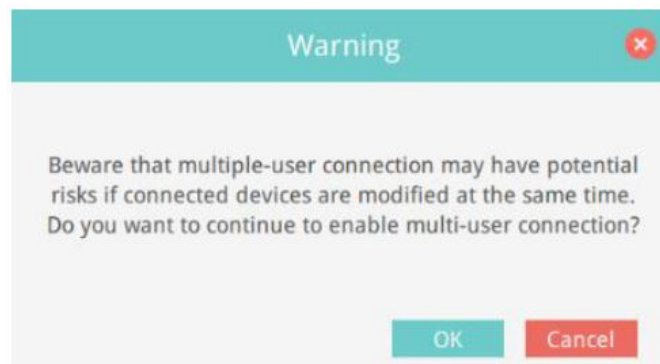 Warning
Beware that multiple-user connection may have potential
risks if connected devices are modified at the same time.
Do you want to continue to enable multi-user connection?
OK
Cancel